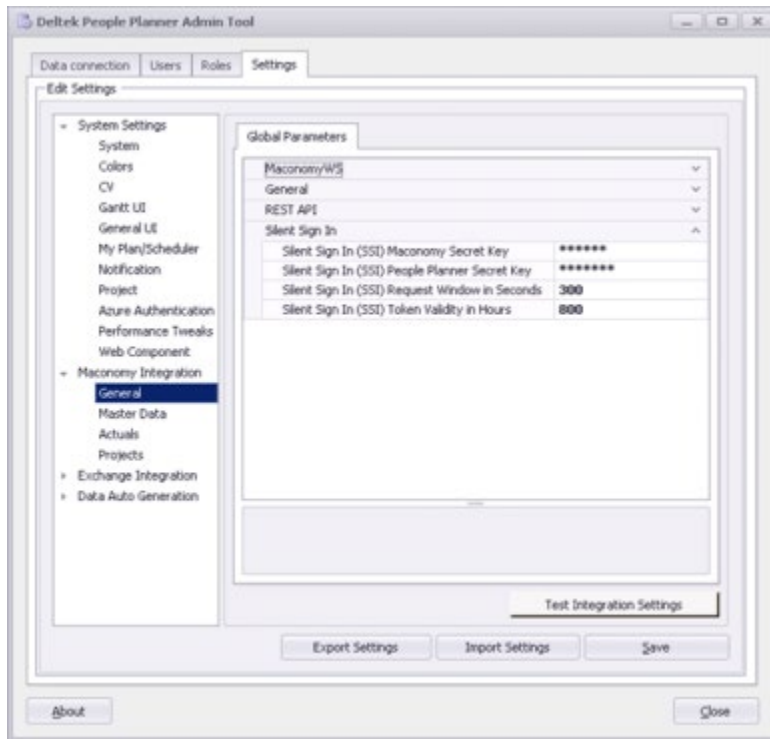 Deltek People Planner Admin Tool
Data connection Users Roles Settings
Edit Settings
System Settings
System
Colors
CV
Gantt UI
General UI
My Plan/Scheduler
Notification
Project
Azure Authentication
Performance Tweaks
Web Component
Maconomy Integration
General
Master Data
Actuals
Projects
Exchange Integration
Data Auto Generation
Global Parameters
MaconomyWS
General
REST API
Silent Sign In
Silent Sign In (SSI) Maconomy Secret Key ******
Silent Sign In (SSI) People Planner Secret Key *******
Silent Sign In (SSI) Request Window in Seconds 300
Silent Sign In (SSI) Token Validity in Hours 800
Test Integration Settings
Export Settings Import Settings Save
About Close